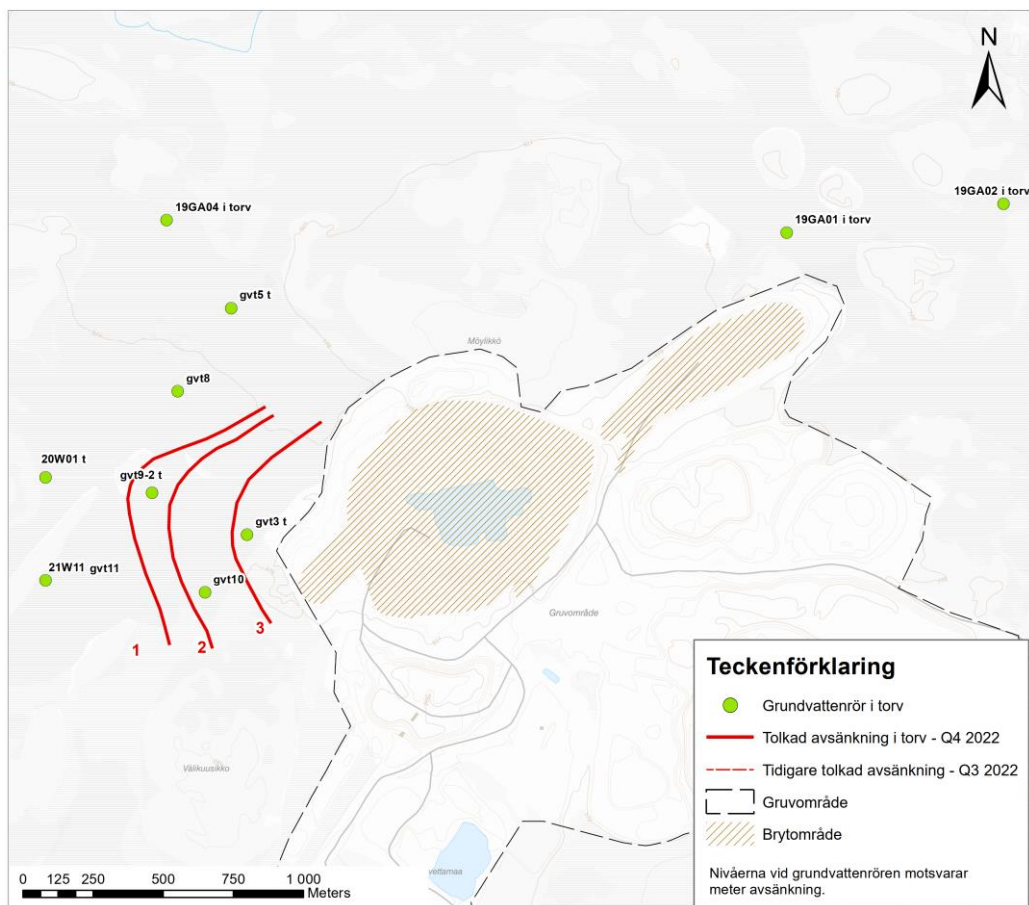 N
19GA02 i torv
19GA04 i torv
19GA01 i torv
gvt5 t
Möylikkö
gvt8
20W01 t
gvt9-2 t
gvt3 t
21W11 gvt11
gvt10
Gruvområde
1
2
3
Välikuusikko
vettamaa
Teckenförklaring
Grundvattenrör i torv
Tolkad avsänkning i torv - Q4 2022
Tidigare tolkad avsänkning - Q3 2022
Gruvområde
Brytområde
Nivåerna vid grundvattenrören motsvarar
meter avsänkning.
0 125 250 500 750 1 000
Meters